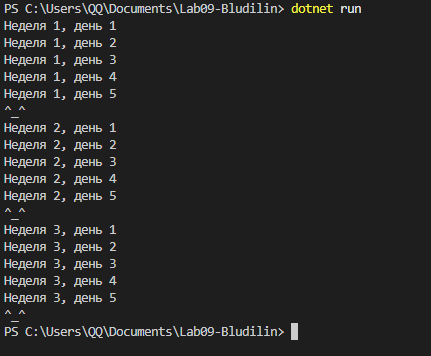 PS C:\Users\QQ\Documents\Lab09-Bludilin> dotnet run
Неделя 1, день 1
Неделя 1, день 2
Неделя 1, день 3
Неделя 1, день 4
Неделя 1, день 5
^_^
Неделя 2, день 1
Неделя 2, день 2
Неделя 2, день 3
Неделя 2, день 4
Неделя 2, день 5
^_^
Неделя 3, день 1
Неделя 3, день 2
Неделя 3, день 3
Неделя 3, день 4
Неделя 3, день 5
^_^
PS C:\Users\QQ\Documents\Lab09-Bludilin>